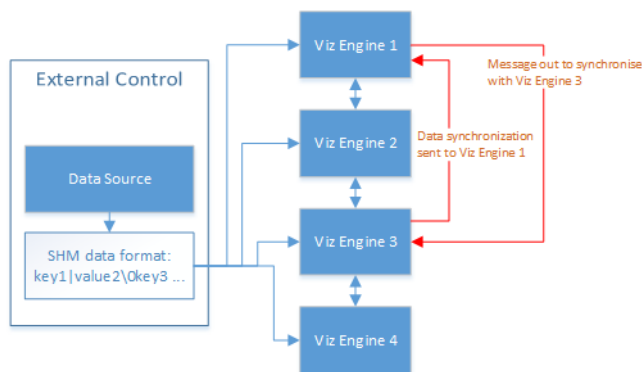 External Control
Data Source
SHM data format:
key1|value2\0key3 ...
Viz Engine 1
Viz Engine 2
Viz Engine 3
Viz Engine 4
Message out to synchronise
with Viz Engine 3
Data synchronization
sent to Viz Engine 1